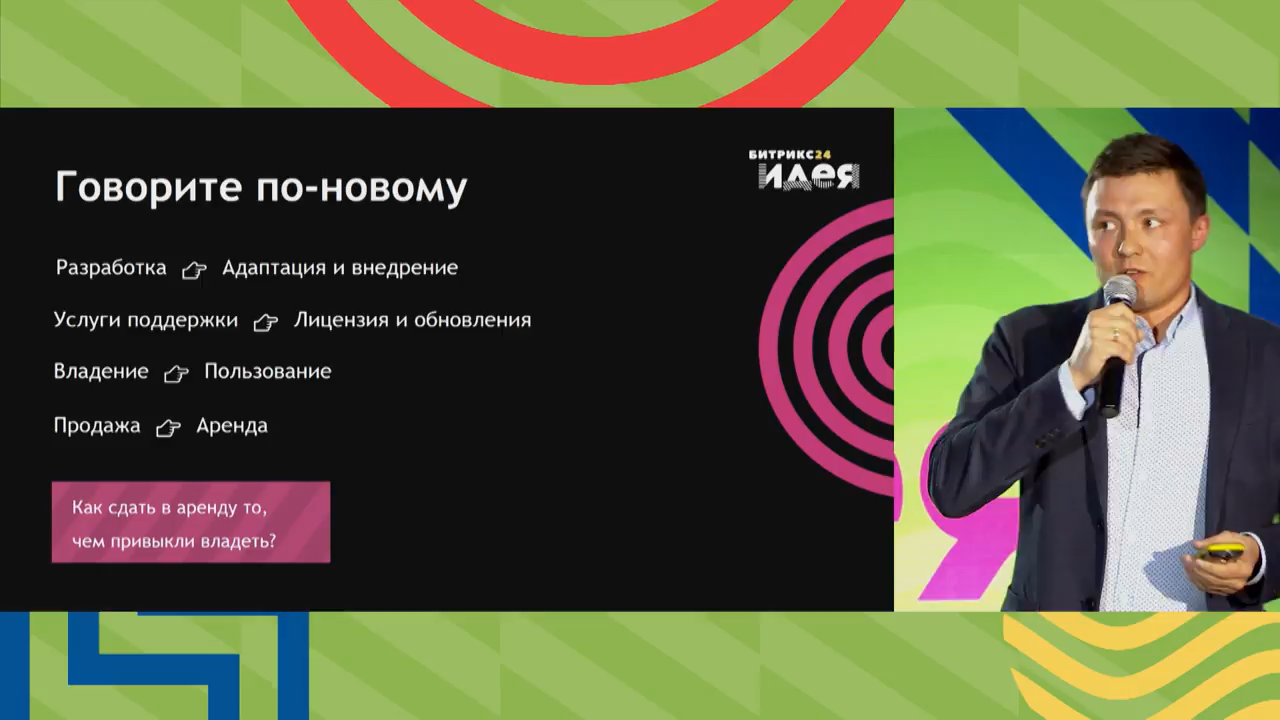 БИТРИКС24
идея
Говорите по-новому
Разработка 👉 Адаптация и внедрение
Услуги поддержки 👉 Лицензия и обновления
Владение 👉 Пользование
Продажа 👉 Аренда
Как сдать в аренду то,
чем привыкли владеть?
Я